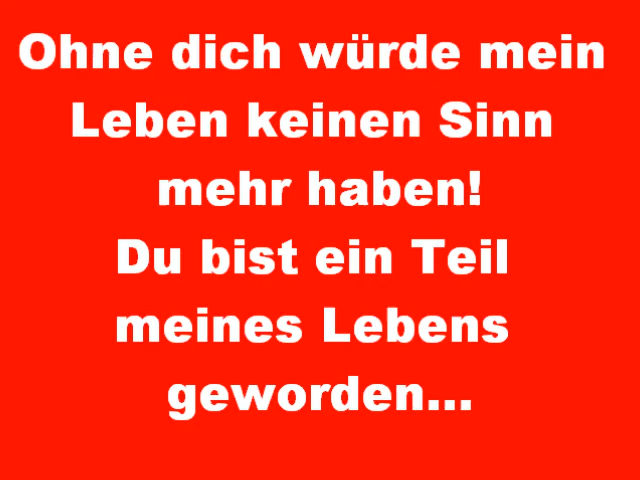 Ohne dich würde mein
Leben keinen Sinn
mehr haben!
Du bist ein Teil
meines Lebens
geworden...